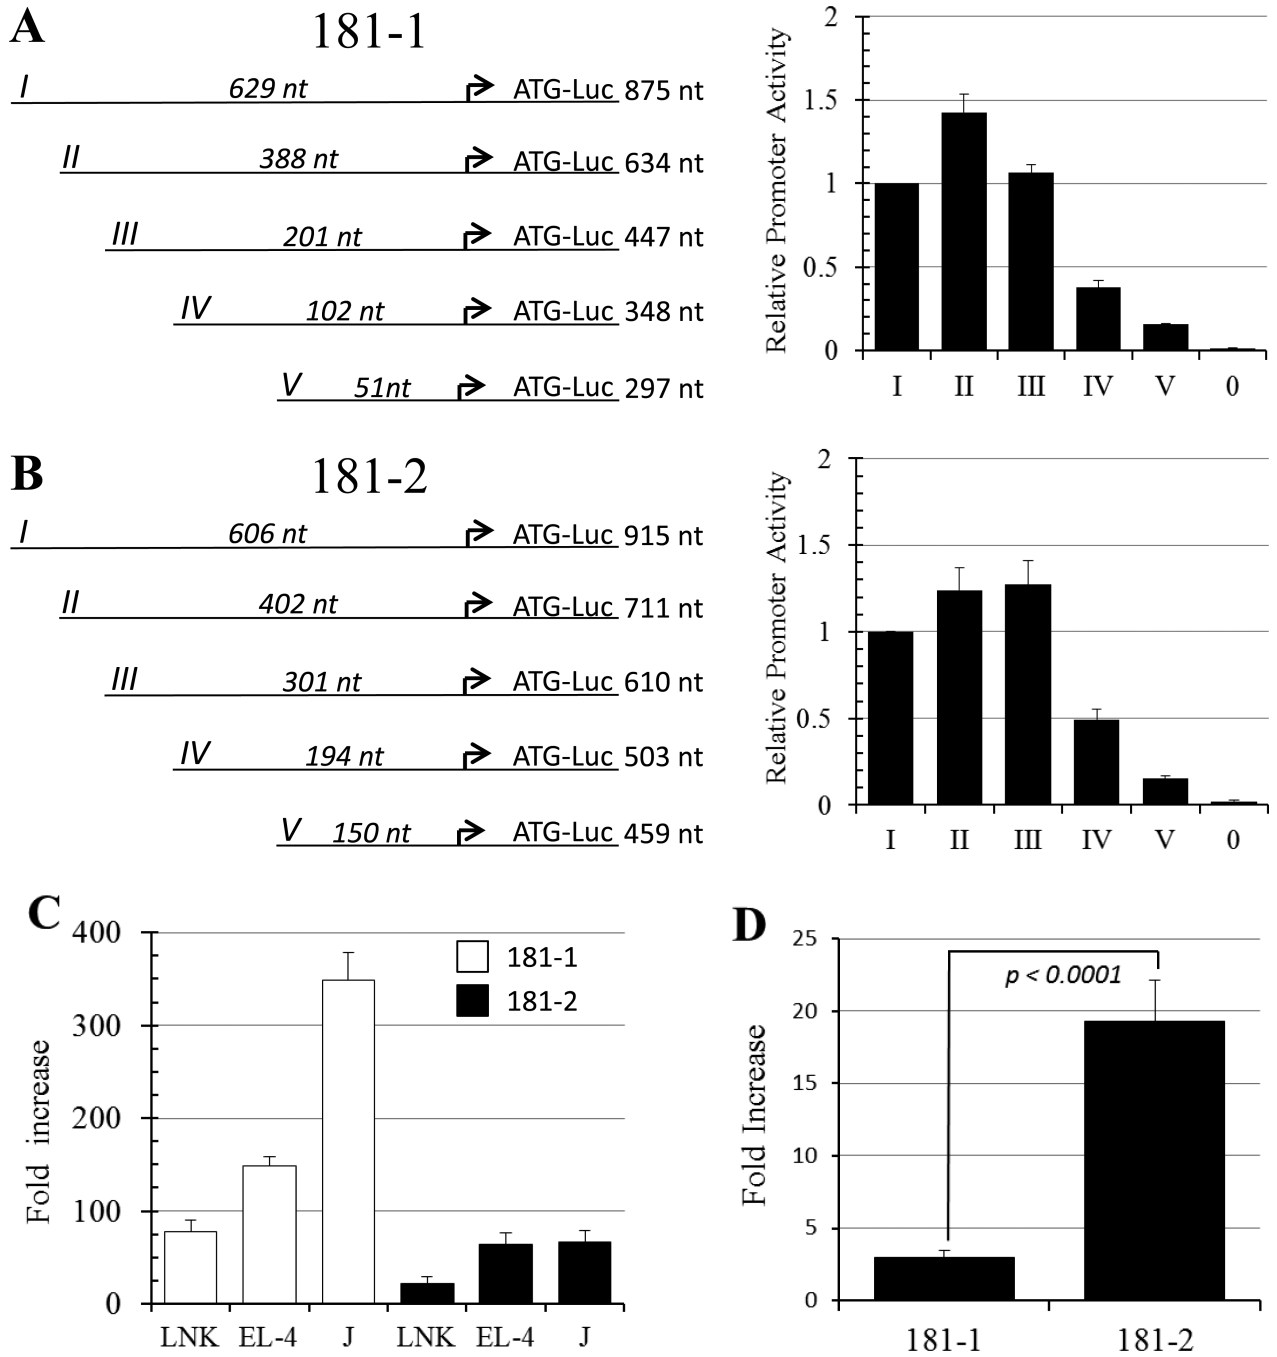 A
181-1
I 629 nt ATG-Luc 875 nt
II 388 nt ATG-Luc 634 nt
III 201 nt ATG-Luc 447 nt
IV 102 nt ATG-Luc 348 nt
V 51nt ATG-Luc 297 nt
Relative Promoter Activity
2
1.5
1
0.5
0
I II III IV V 0
B
181-2
I 606 nt ATG-Luc 915 nt
II 402 nt ATG-Luc 711 nt
III 301 nt ATG-Luc 610 nt
IV 194 nt ATG-Luc 503 nt
V 150 nt ATG-Luc 459 nt
Relative Promoter Activity
2
1.5
1
0.5
0
I II III IV V 0
C
Fold increase
400
300
200
100
0
181-1
181-2
LNK EL-4 J LNK EL-4 J
D
Fold Increase
25
20
15
10
5
0
p < 0.0001
181-1 181-2